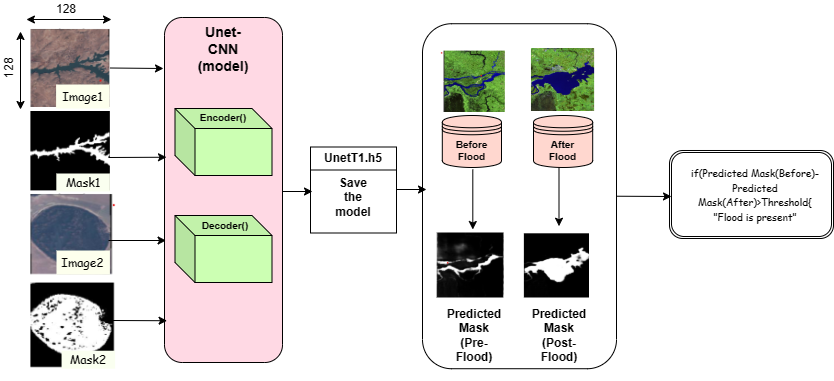 128
128
Image1
Mask1
Image2
Mask2
Unet-
CNN
(model)
Encoder()
Decoder()
UnetT1.h5
Save
the
model
Before
Flood
After
Flood
Predicted
Mask
(Pre-
Flood)
Predicted
Mask
(Post-
Flood)
if(Predicted Mask(Before)-
Predicted
Mask(After)>Threshold{
"Flood is present"